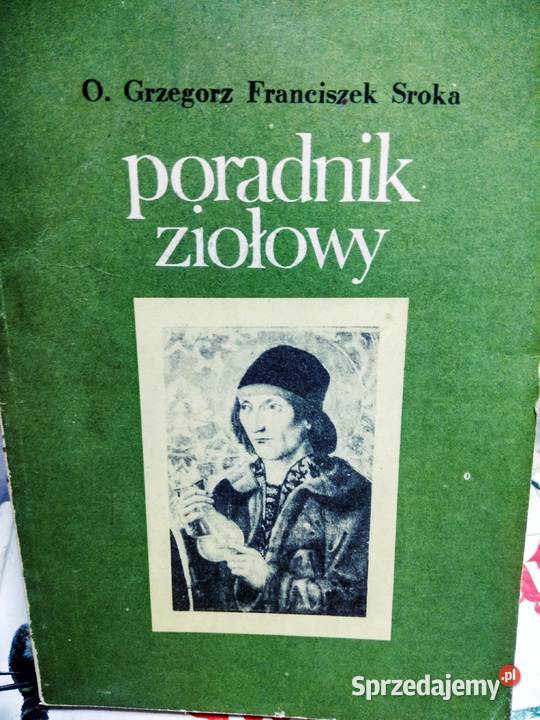 O. Grzegorz Franciszek Sroka
poradnik
ziołowy
Sprzedajemy.pl